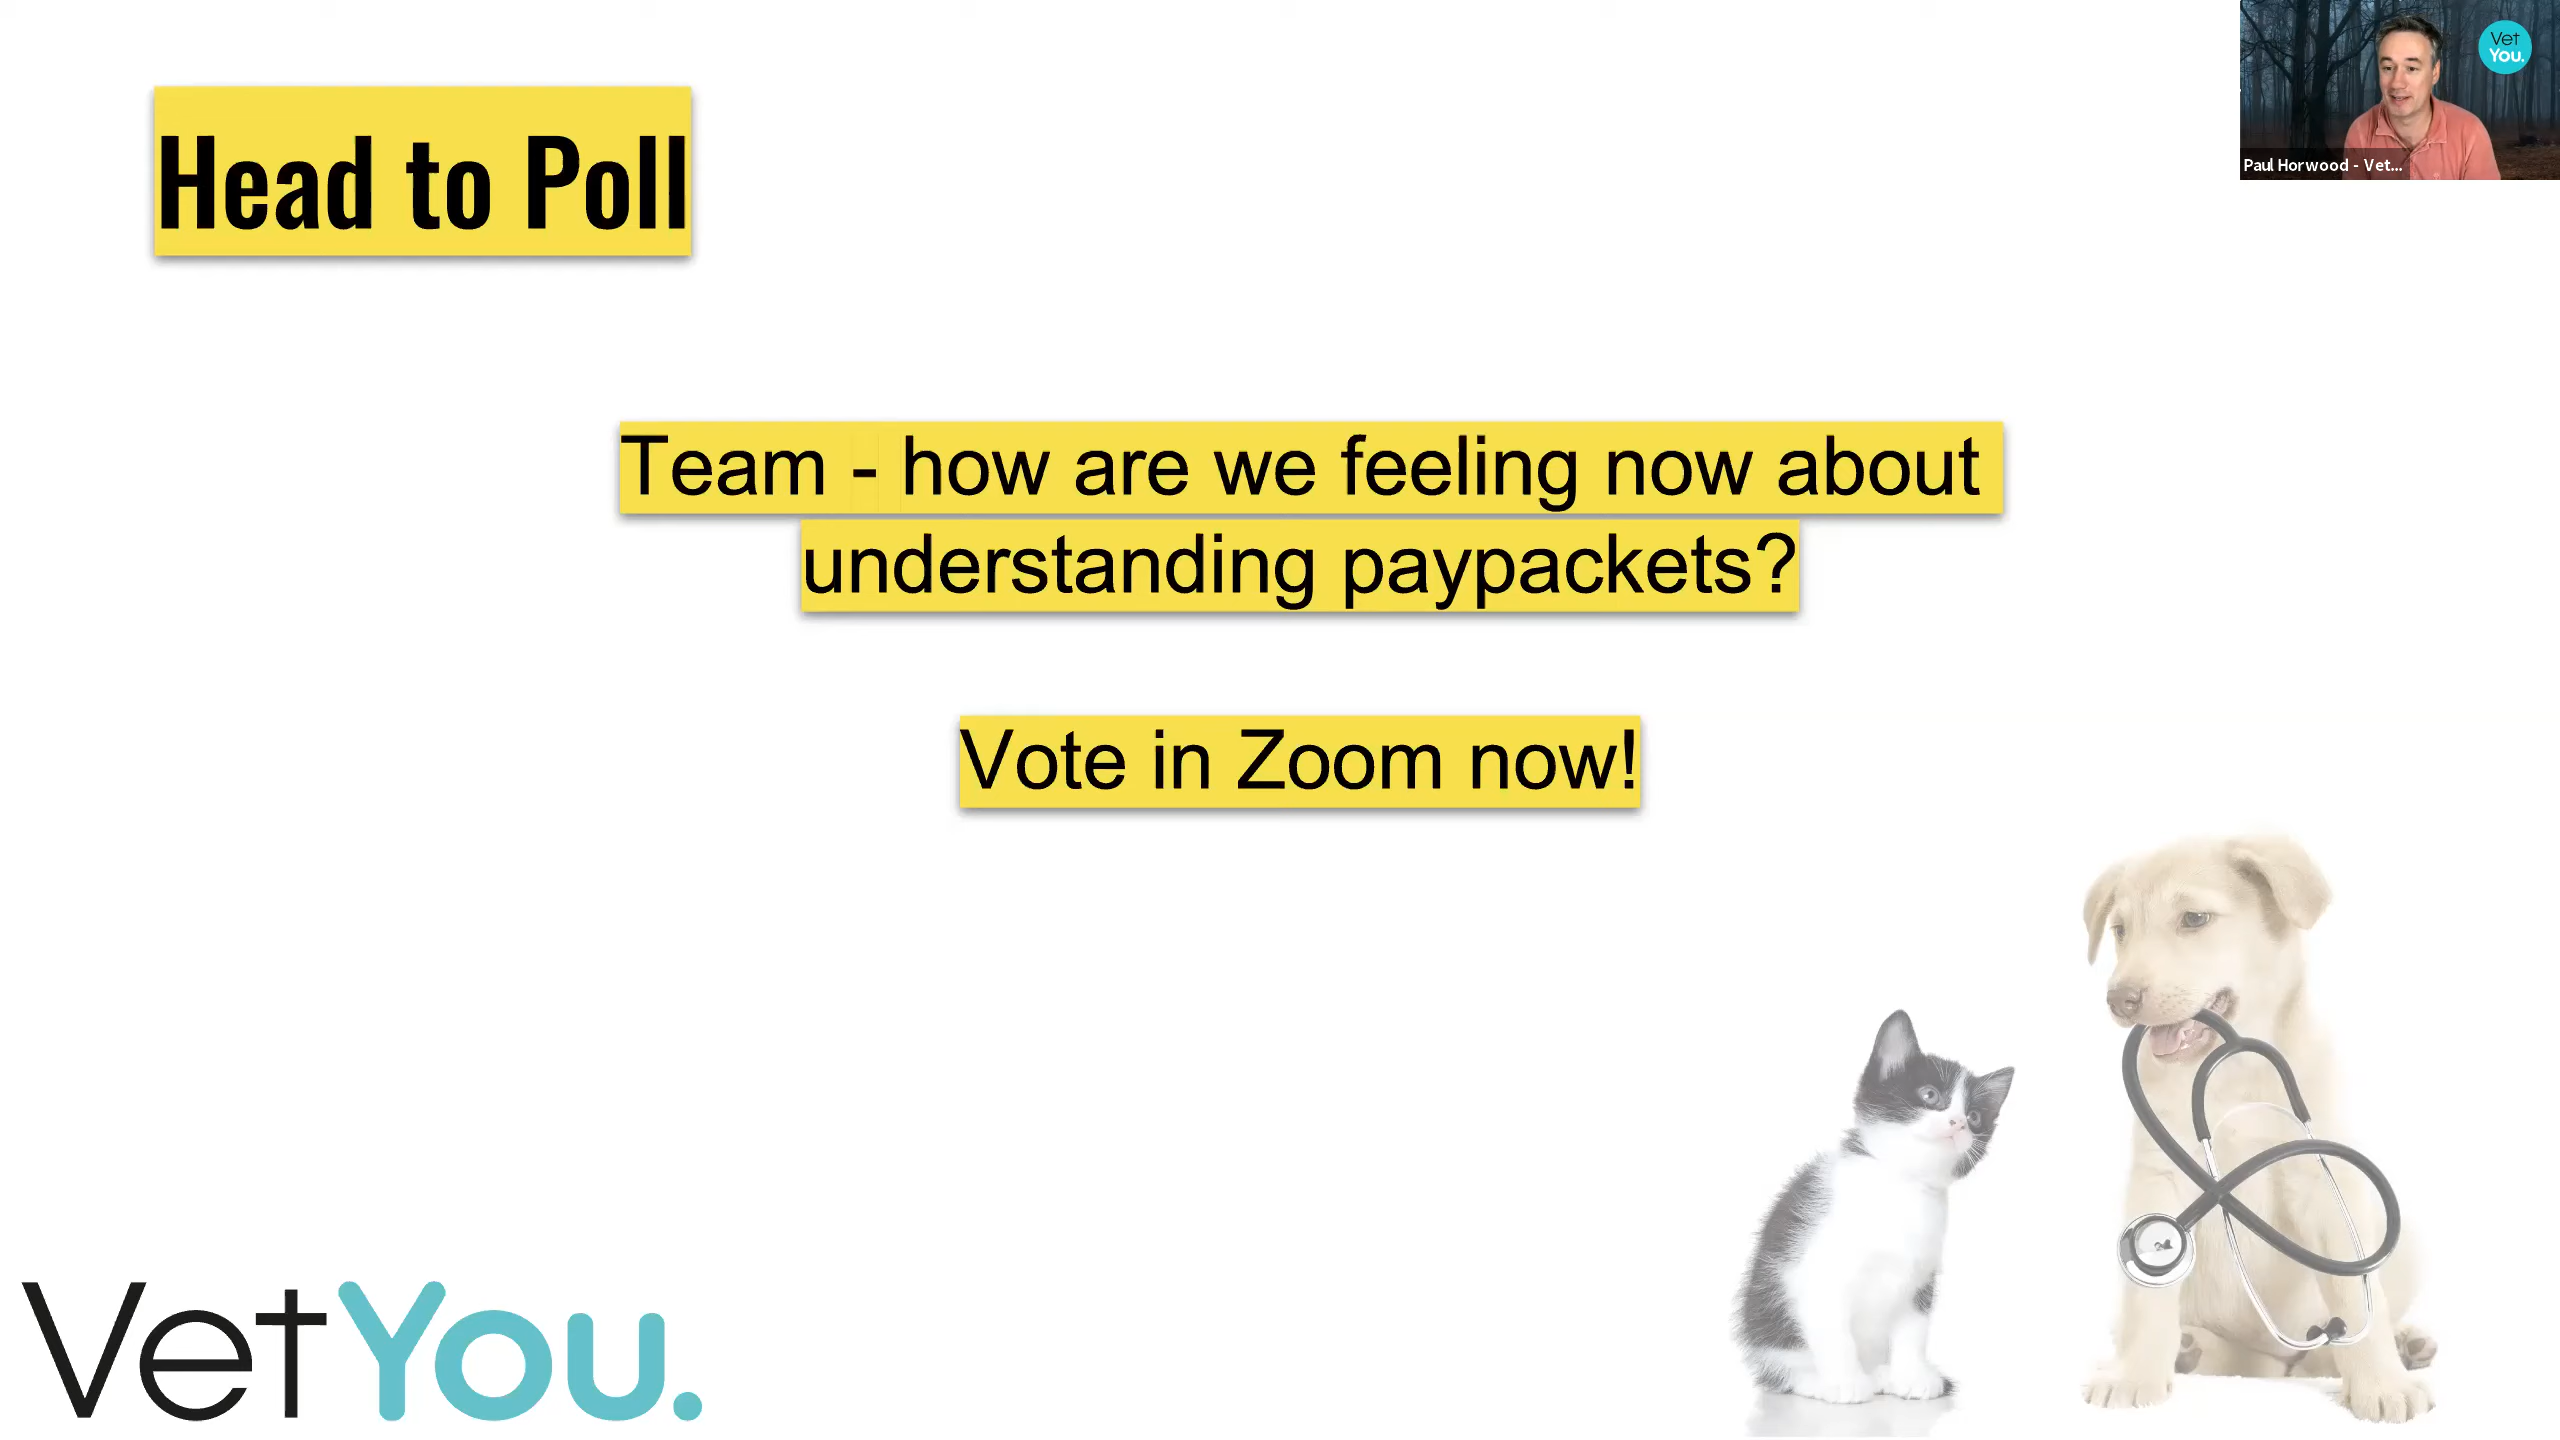 Head to Poll
Vet
You.
Paul Horwood - Vet...
Team - how are we feeling now about
understanding paypackets?
Vote in Zoom now!
VetYou.